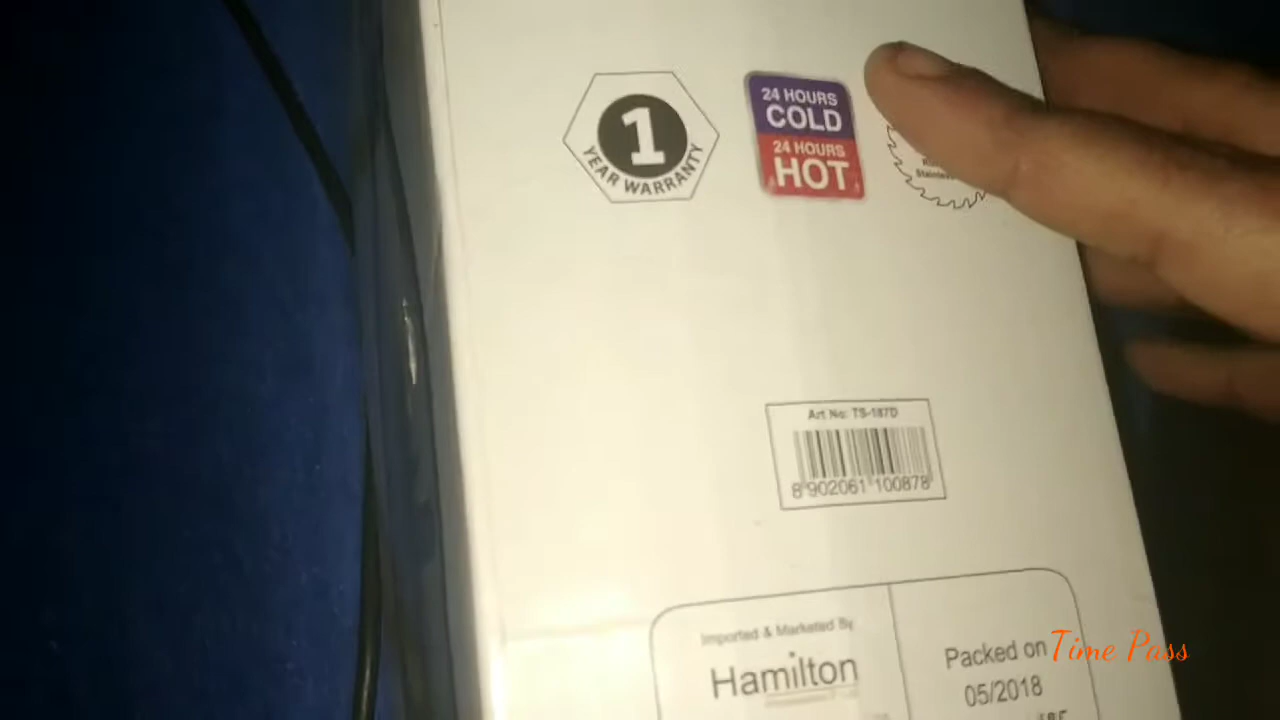 1
YEAR WARRANTY
24 HOURS
COLD
24 HOURS
HOT
Art No: TS-187D
8 902061 100878
Imported & Marketed By
Hamilton
Packed on
05/2018
Time Pass